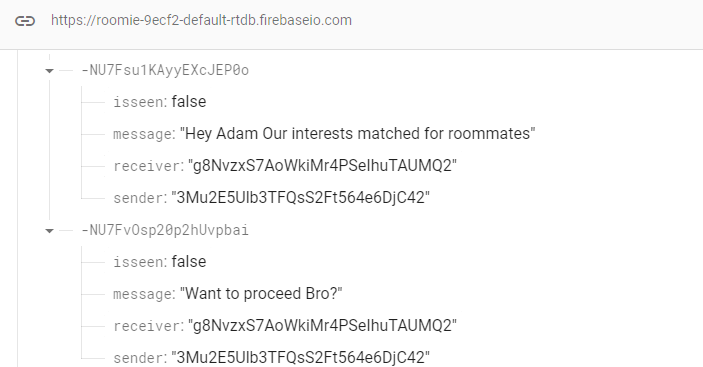 https://roomie-9ecf2-default-rtdb.firebaseio.com
-NU7Fsu1KAyyEXcJEP0o
isseen: false
message: "Hey Adam Our interests matched for roommates"
receiver: "g8NvzxS7AoWkiMr4PSelhuTAUMQ2"
sender: "3Mu2E5Ulb3TFQsS2Ft564e6DjC42"
-NU7FvOsp20p2hUvpbai
isseen: false
message: "Want to proceed Bro?"
receiver: "g8NvzxS7AoWkiMr4PSelhuTAUMQ2"
sender: "3Mu2E5Ulb3TFQsS2Ft564e6DjC42"